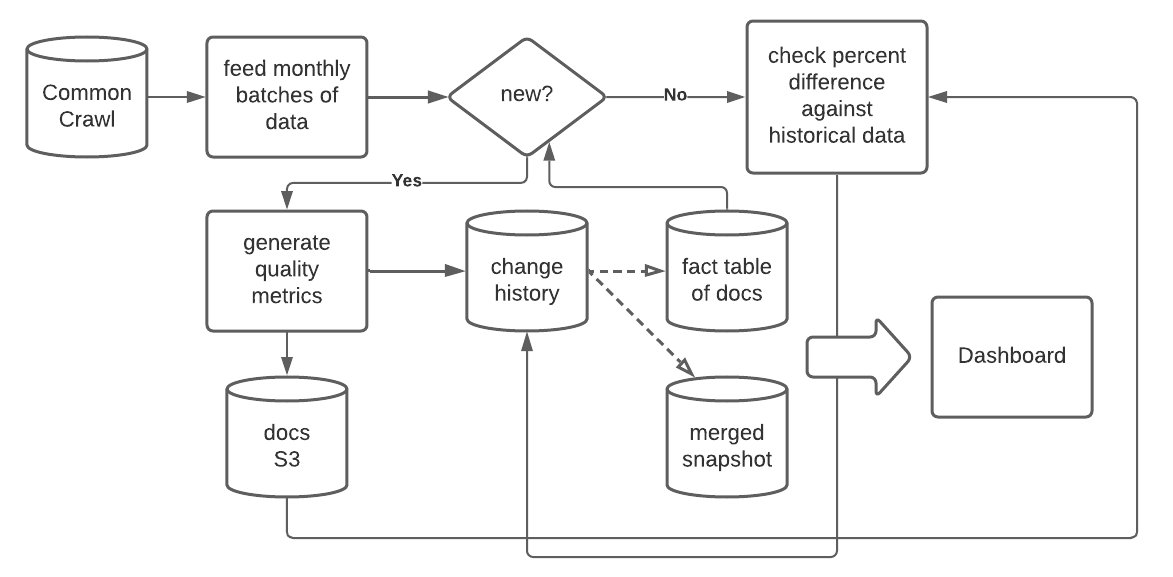 Common
Crawl
feed monthly
batches of
data
new?
No
check percent
difference
against
historical data
Yes
generate
quality
metrics
change
history
fact table
of docs
Dashboard
docs
S3
merged
snapshot